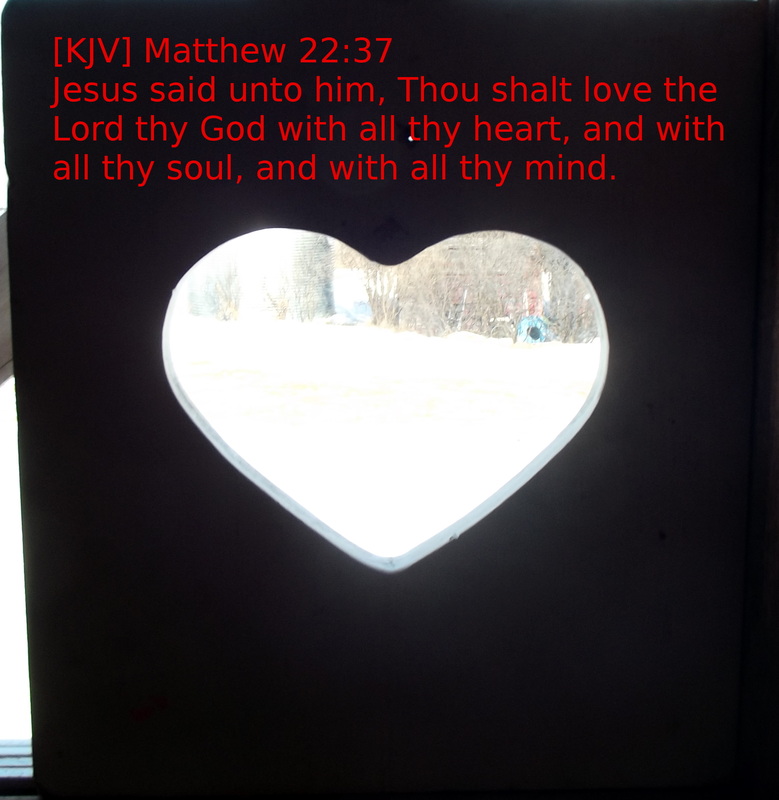 [KJV] Matthew 22:37
Jesus said unto him, Thou shalt love the
Lord thy God with all thy heart, and with
all thy soul, and with all thy mind.